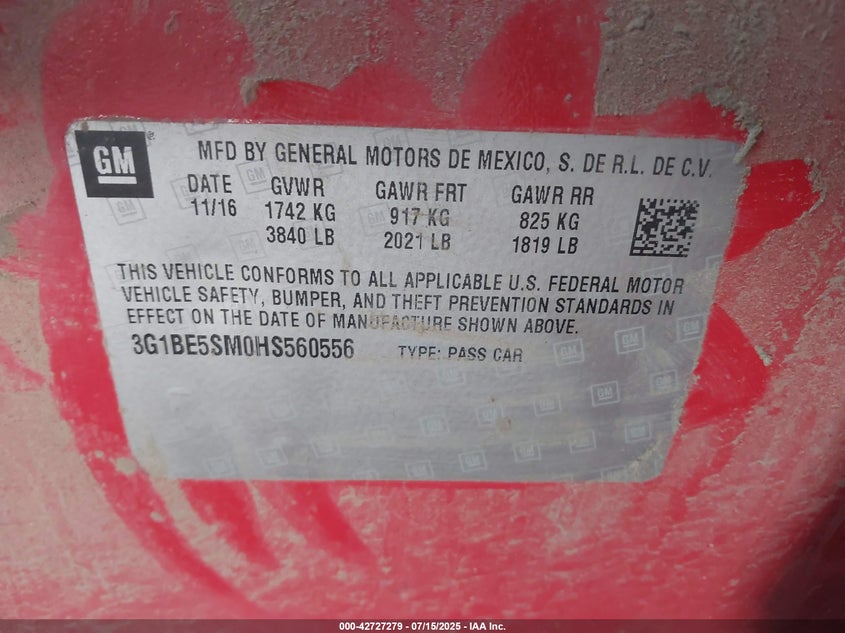 GM
MFD BY GENERAL MOTORS DE MEXICO, S. DE R.L. DE C.V.
DATE GVWR GAWR FRT GAWR RR
11/16 1742 KG 917 KG 825 KG
3840 LB 2021 LB 1819 LB
THIS VEHICLE CONFORMS TO ALL APPLICABLE U.S. FEDERAL MOTOR
VEHICLE SAFETY, BUMPER, AND THEFT PREVENTION STANDARDS IN
EFFECT ON THE DATE OF MANUFACTURE SHOWN ABOVE.
3G1BE5SM0HS560556 TYPE: PASS CAR
000-42727279 - 07/15/2025 - IAA Inc.